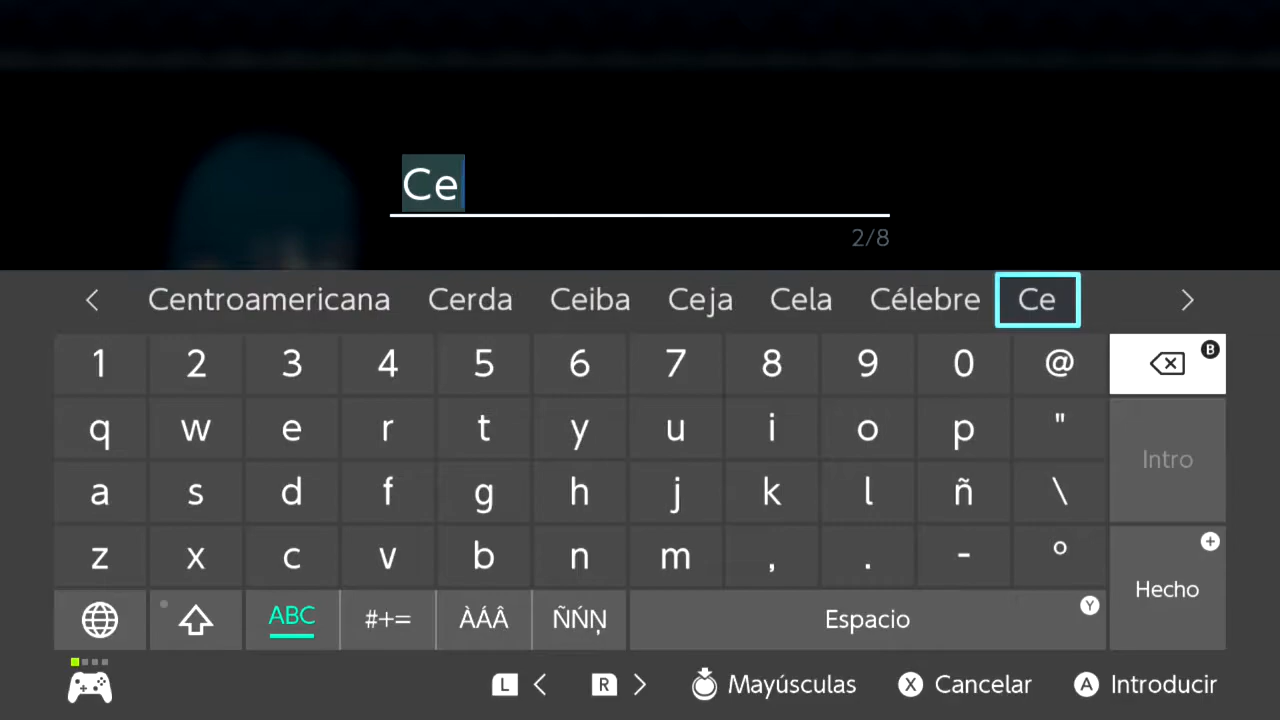 Ce
2/8
< Centroamericana Cerda Ceiba Ceja Cela Célebre Ce >
1 2 3 4 5 6 7 8 9 0 @ B
q w e r t y u i o p "
Intro
a s d f g h j k l ñ \
z x c v b n m , . - º +
Hecho
ABC #+= ÀÁÂ ÑŃŅ Espacio Y
L < R > Mayúsculas X Cancelar A Introducir